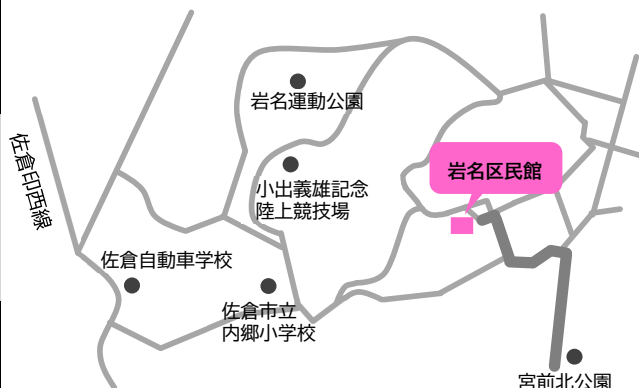 岩名運動公園
佐倉印西線
岩名区民館
小出義雄記念
陸上競技場
佐倉自動車学校
佐倉市立
内郷小学校
宮前北公園